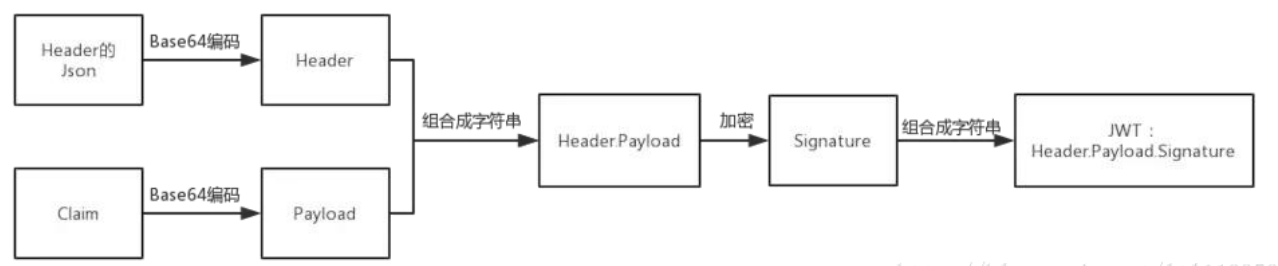 Header的
Json
Base64编码
Header
组合成字符串
Header.Payload
加密
Signature
组合成字符串
JWT：
Header.Payload.Signature
Claim
Base64编码
Payload